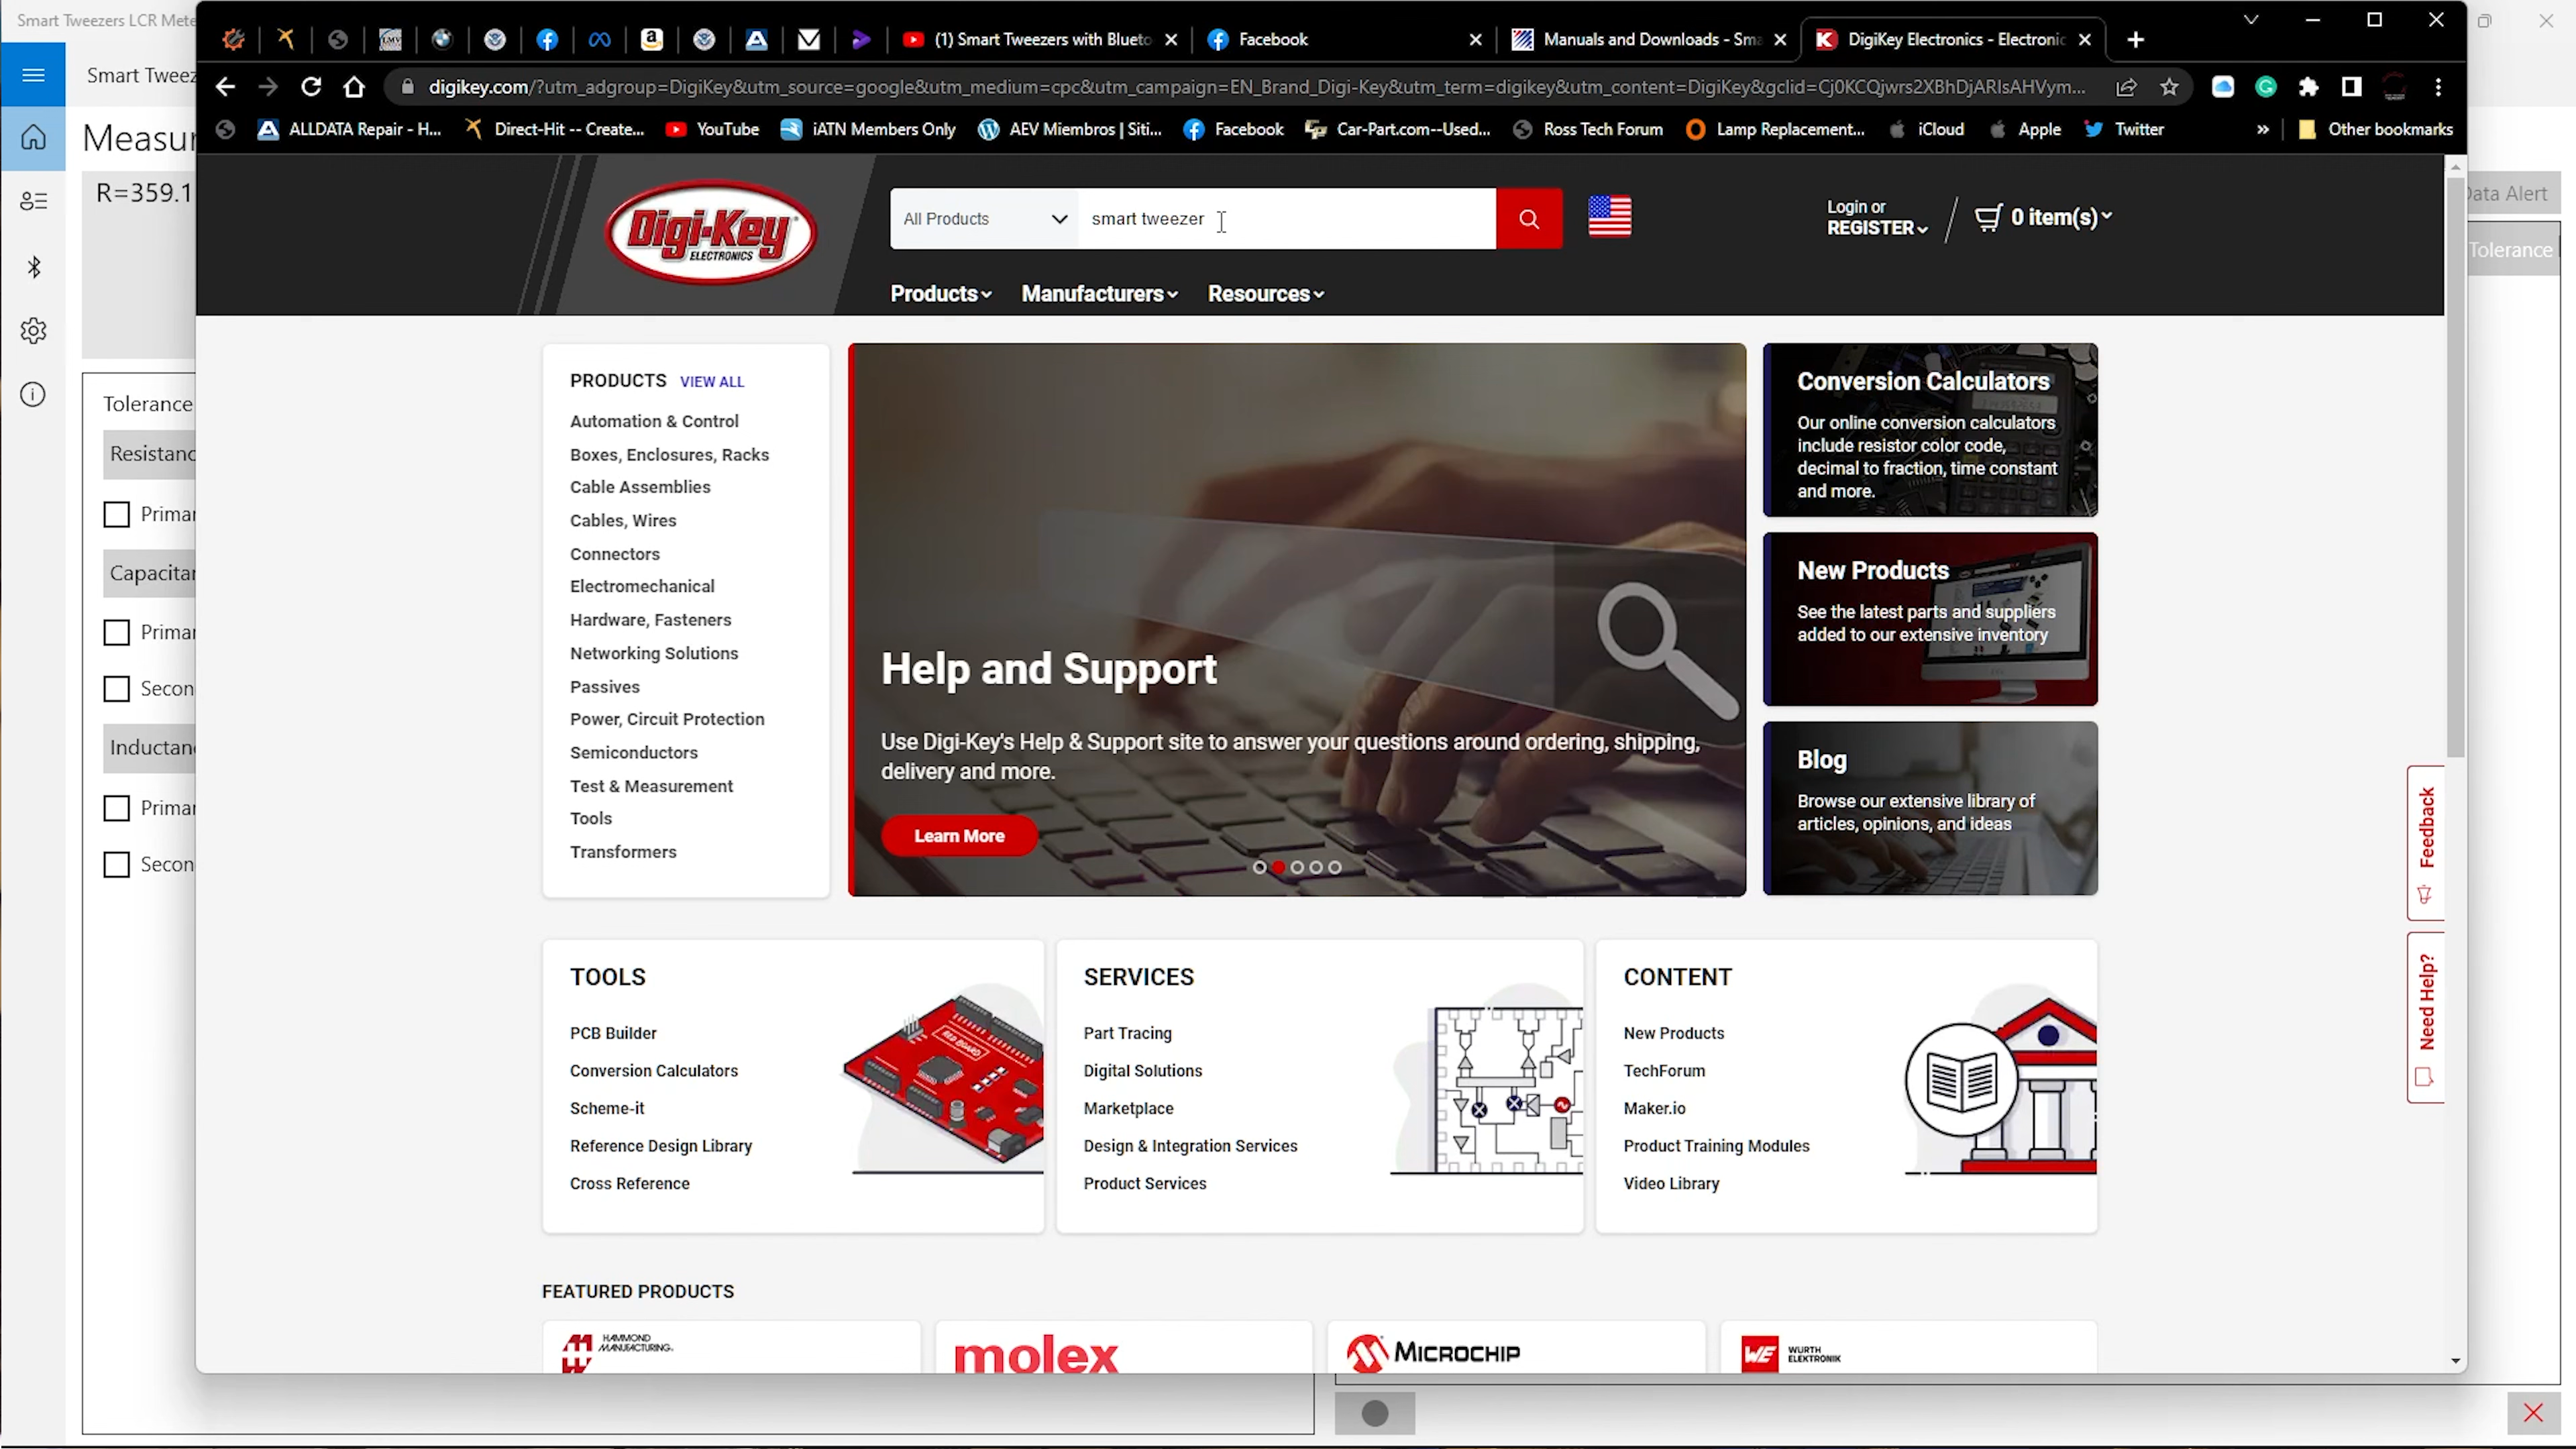 Smart Tweezers LCR Mete
(1) Smart Tweezers with Blueto
Facebook
Manuals and Downloads - Sma
DigiKey Electronics - Electronic
digikey.com/?utm_adgroup=DigiKey&utm_source=google&utm_medium=cpc&utm_campaign=EN_Brand_Digi-Key&utm_term=digikey&utm_content=DigiKey&gclid=Cj0KCQjwrs2XBhDjARIsAHVym...
ALLDATA Repair - H...
Direct-Hit -- Create...
YouTube
iATN Members Only
AEV Miembros | Siti...
Facebook
Car-Part.com--Used...
Ross Tech Forum
Lamp Replacement...
iCloud
Apple
Twitter
Other bookmarks
Smart Tweez
Measur
R=359.1
Data Alert
Tolerance
Tolerance
Resistanc
Primar
Capacitar
Primar
Secon
Inductanc
Primar
Secon
Digi-Key
ELECTRONICS
All Products
smart tweezer
Login or
REGISTER
0 item(s)
Products
Manufacturers
Resources
PRODUCTS VIEW ALL
Automation & Control
Boxes, Enclosures, Racks
Cable Assemblies
Cables, Wires
Connectors
Electromechanical
Hardware, Fasteners
Networking Solutions
Passives
Power, Circuit Protection
Semiconductors
Test & Measurement
Tools
Transformers
Help and Support
Use Digi-Key's Help & Support site to answer your questions around ordering, shipping,
delivery and more.
Learn More
Conversion Calculators
Our online conversion calculators
include resistor color code,
decimal to fraction, time constant
and more.
New Products
See the latest parts and suppliers
added to our extensive inventory
Blog
Browse our extensive library of
articles, opinions, and ideas
Feedback
Need Help?
TOOLS
PCB Builder
Conversion Calculators
Scheme-it
Reference Design Library
Cross Reference
RED BOARD
SERVICES
Part Tracing
Digital Solutions
Marketplace
Design & Integration Services
Product Services
CONTENT
New Products
TechForum
Maker.io
Product Training Modules
Video Library
FEATURED PRODUCTS
HAMMOND
MANUFACTURING
molex
MICROCHIP
WE
WURTH
ELEKTRONIK